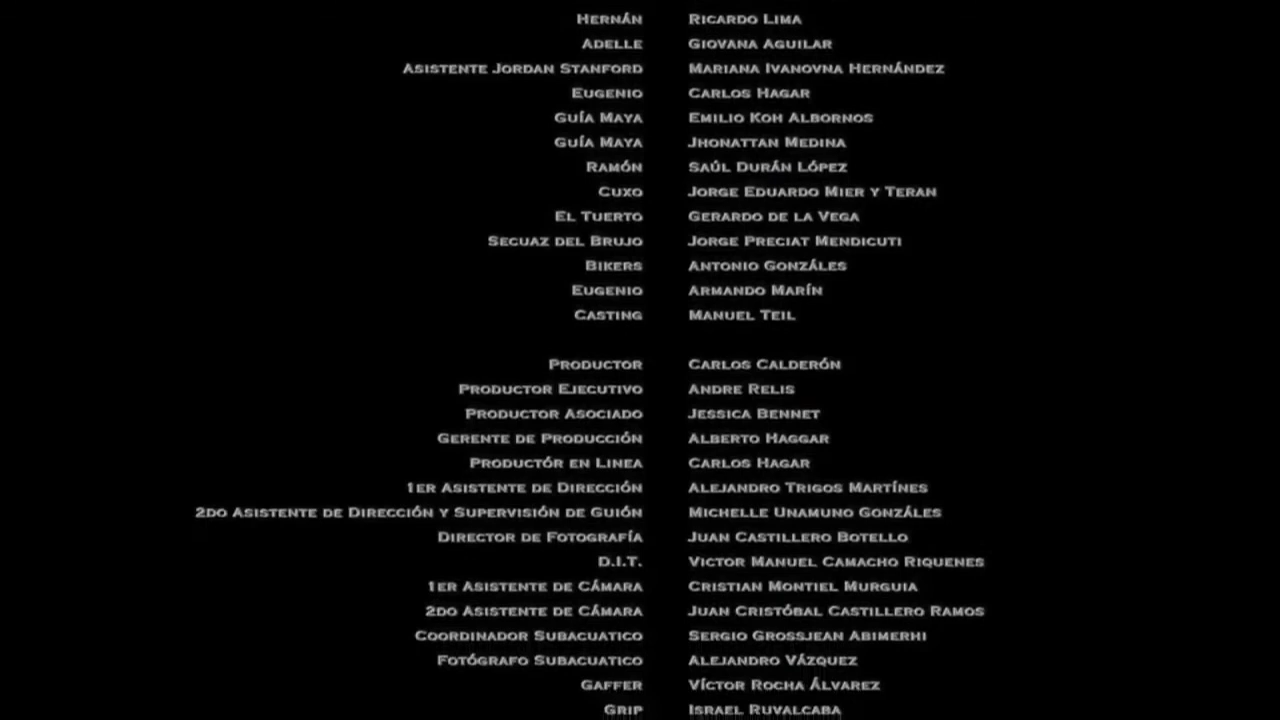 Hernán Ricardo Lima
Adelle Giovana Aguilar
Asistente Jordan Stanford Mariana Ivanovna Hernández
Eugenio Carlos Hagar
Guía Maya Emilio Koh Albornos
Guía Maya Jhonattan Medina
Ramón Saúl Durán López
Cuxo Jorge Eduardo Mier y Teran
El Tuerto Gerardo de la Vega
Secuaz del Brujo Jorge Preciat Mendicuti
Bikers Antonio Gonzáles
Eugenio Armando Marín
Casting Manuel Teil
Productor Carlos Calderón
Productor Ejecutivo Andre Relis
Productor Asociado Jessica Bennet
Gerente de Producción Alberto Haggar
Productór en Linea Carlos Hagar
1er Asistente de Dirección Alejandro Trigos Martínes
2do Asistente de Dirección y Supervisión de Guión Michelle Unamuno Gonzáles
Director de Fotografía Juan Castillero Botello
D.I.T. Victor Manuel Camacho Riquenes
1er Asistente de Cámara Cristian Montiel Murguia
2do Asistente de Cámara Juan Cristóbal Castillero Ramos
Coordinador Subacuatico Sergio Grossjean Abimerhi
Fotógrafo Subacuatico Alejandro Vázquez
Gaffer Víctor Rocha Álvarez
Grip Israel Ruvalcaba